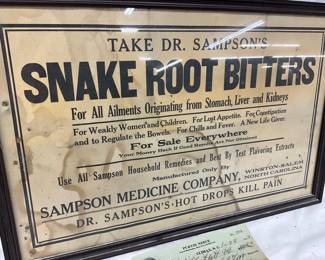 TAKE DR. SAMPSON'S
SNAKE ROOT BITTERS
For All Ailments Originating from Stomach, Liver and Kidneys
For Weakly Women and Children. For Lost Appetite. For Constipation
and to Regulate the Bowels. For Chills and Fever. A New Life Giver.
For Sale Everywhere
Your Money Back if Good Results Are Not Obtained
Use All Sampson Household Remedies and Best By Test Flavoring Extracts
Manufactured Only By
SAMPSON MEDICINE COMPANY, WINSTON-SALEM
NORTH CAROLINA
DR. SAMPSON'S HOT DROPS KILL PAIN